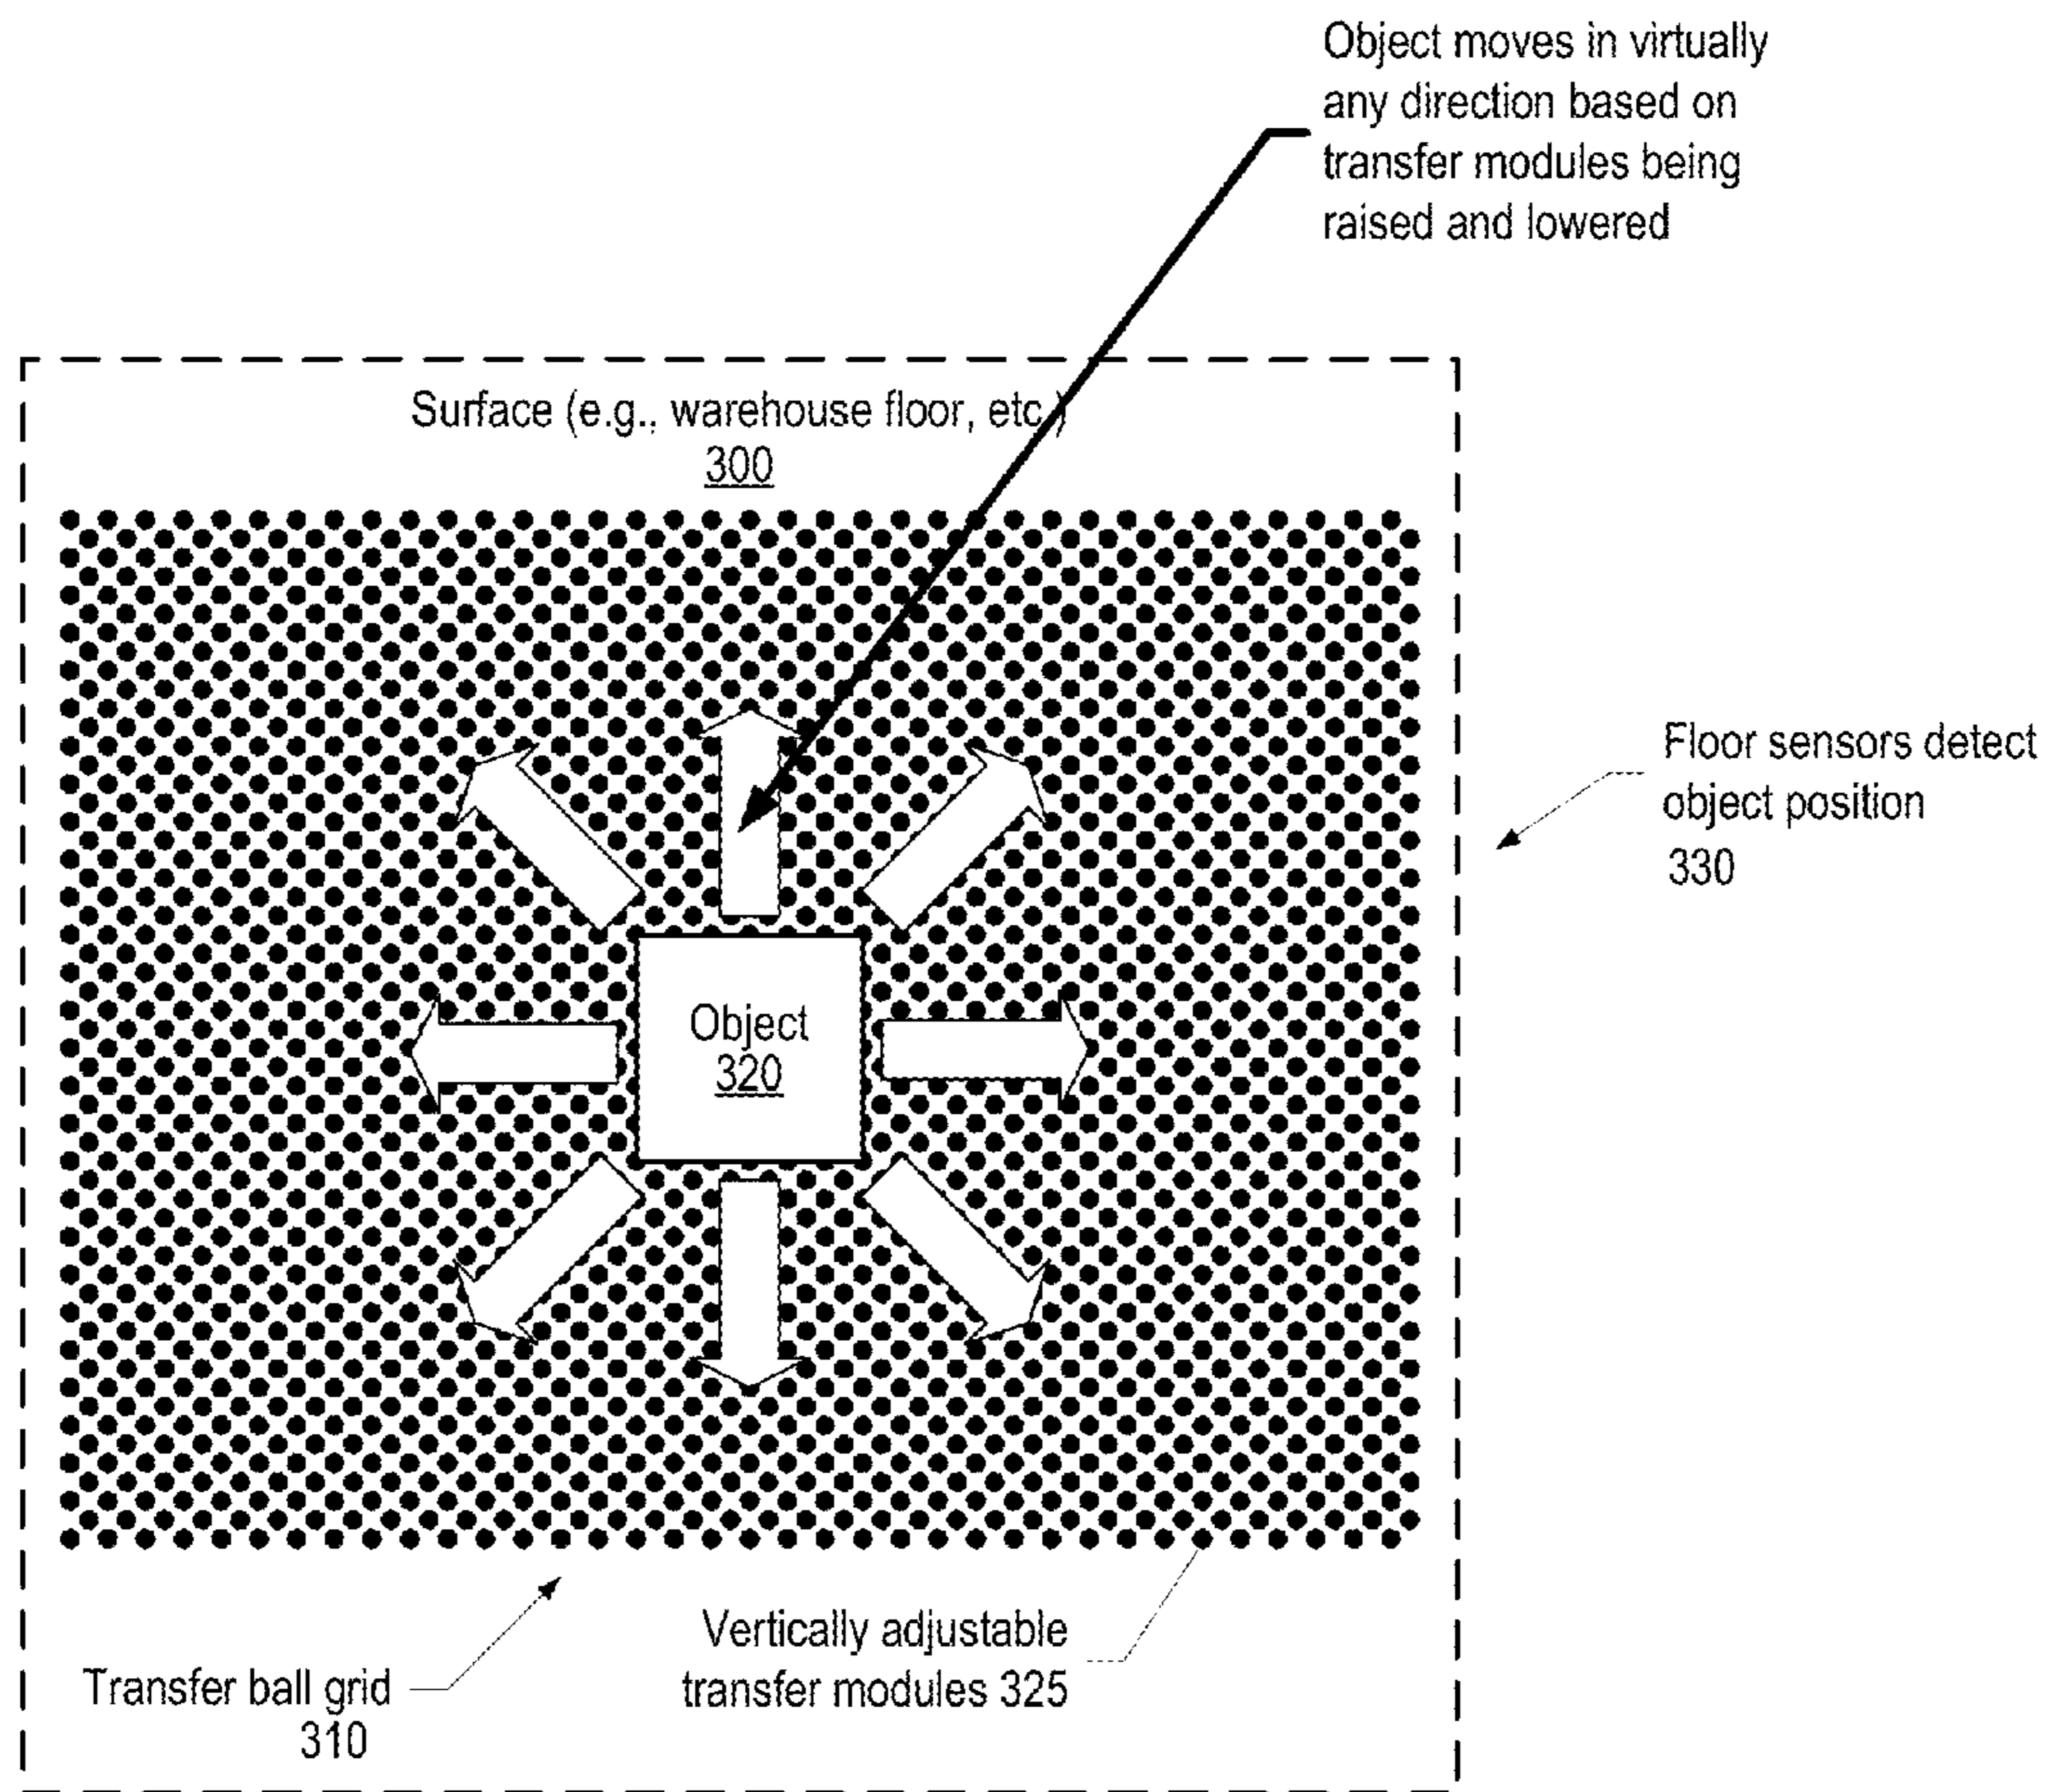 Object moves in virtually
any direction based on
transfer modules being
raised and lowered
Surface (e.g., warehouse floor, etc.)
300
Floor sensors detect
object position
330
Object
320
Vertically adjustable
transfer modules 325
Transfer ball grid
310